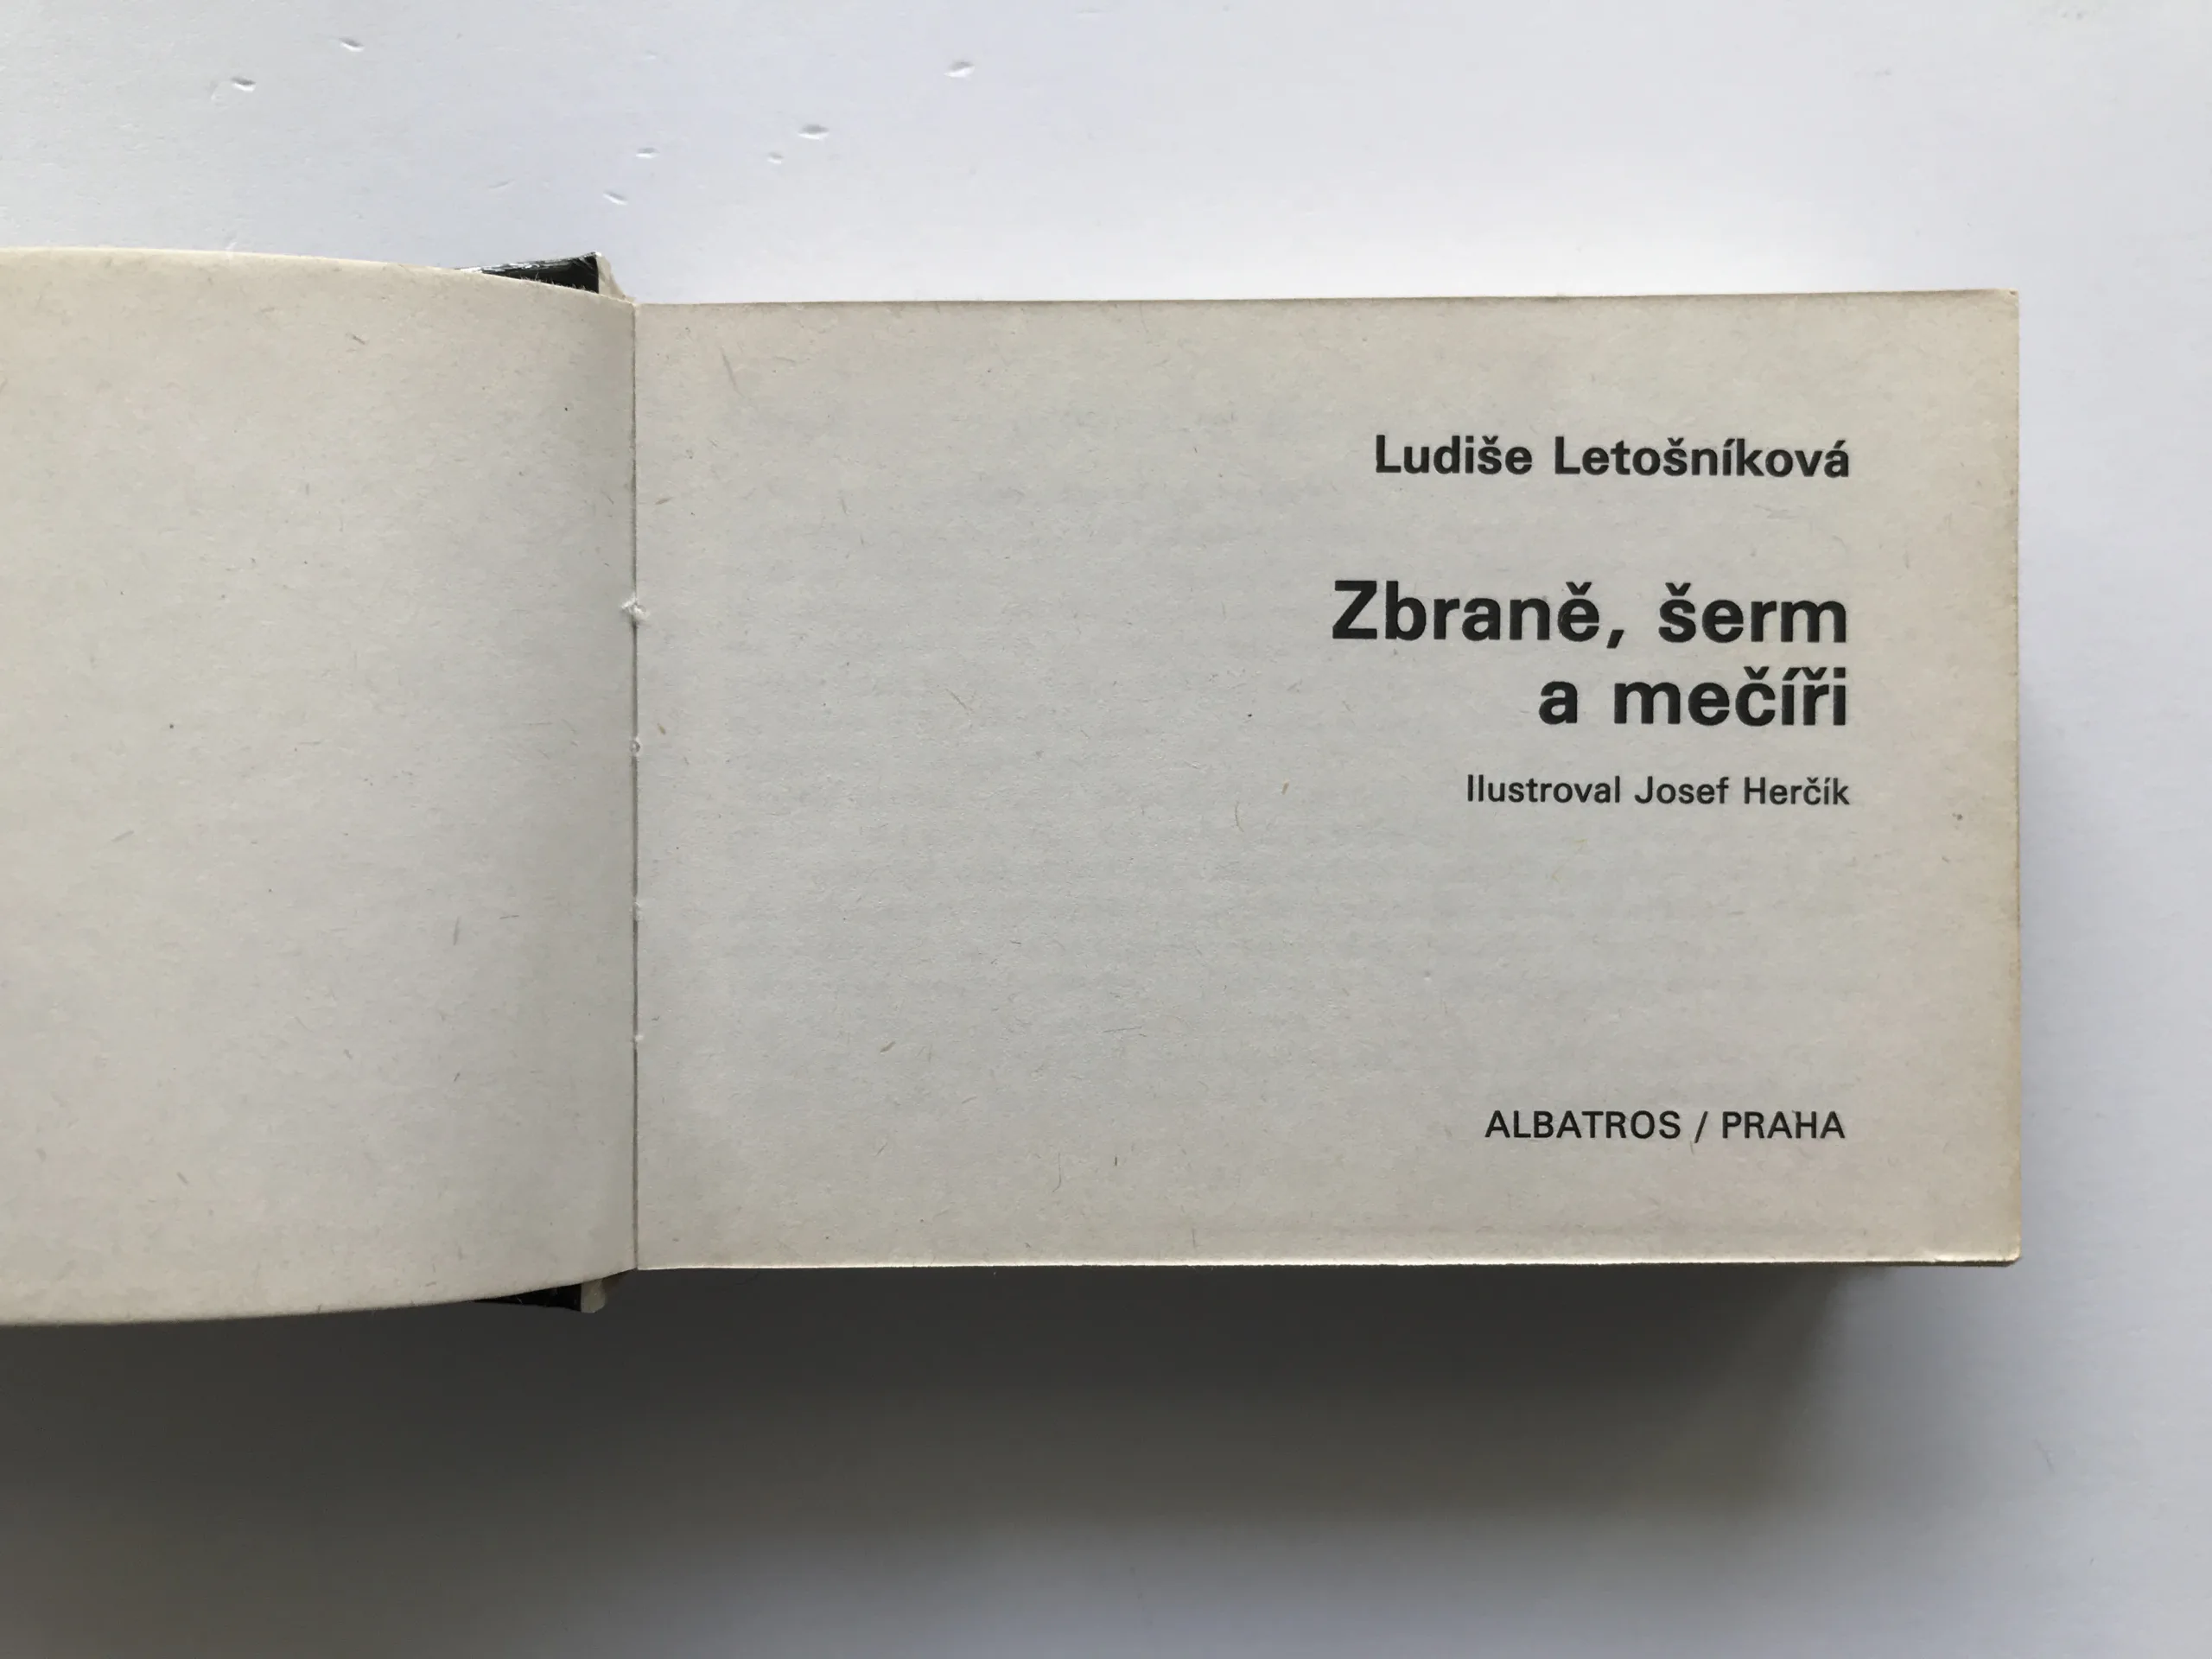 Ludiše Letošníková
Zbraně, šerm
a mečíři
Ilustroval Josef Herčík
ALBATROS / PRAHA